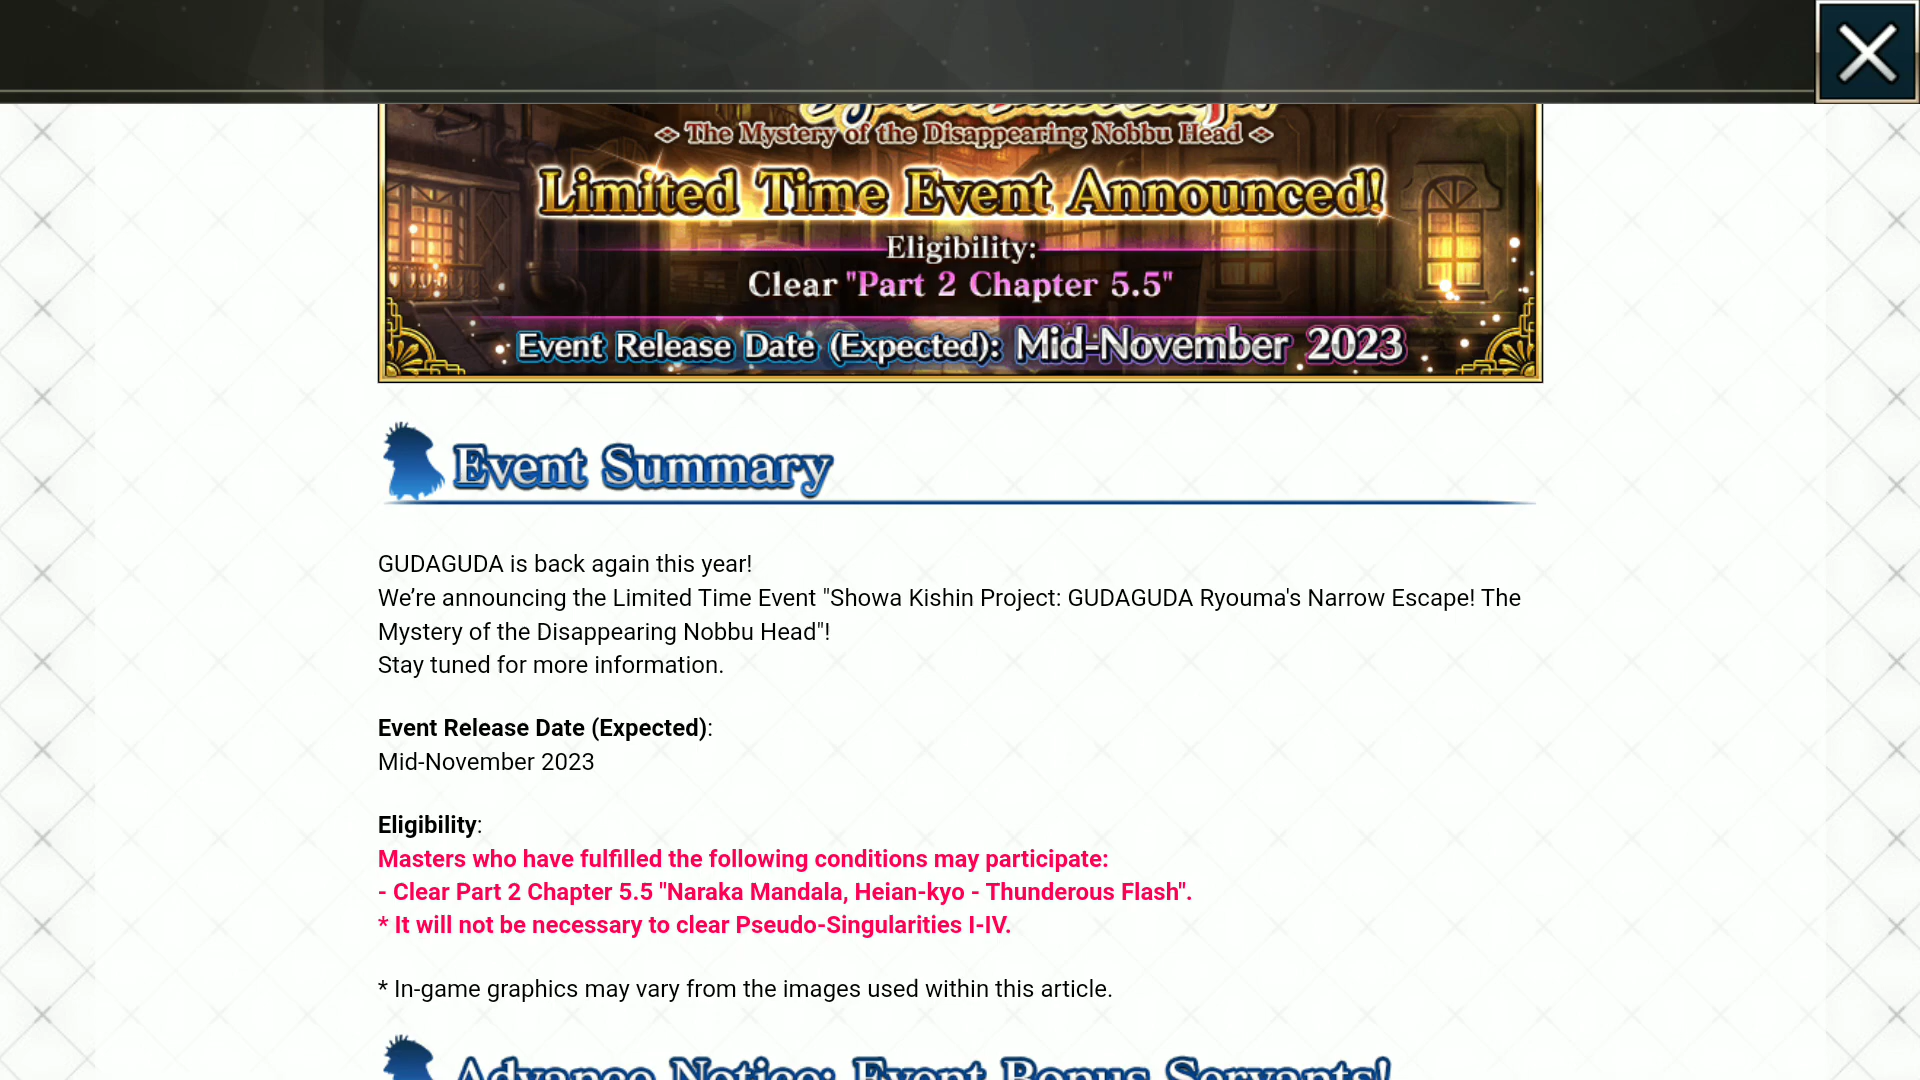 The Mystery of the Disappearing Nobbu Head
Limited Time Event Announced!
Eligibility:
Clear "Part 2 Chapter 5.5"
Event Release Date (Expected): Mid-November 2023
Event Summary
GUDAGUDA is back again this year!
We’re announcing the Limited Time Event "Showa Kishin Project: GUDAGUDA Ryouma's Narrow Escape! The
Mystery of the Disappearing Nobbu Head"!
Stay tuned for more information.
Event Release Date (Expected):
Mid-November 2023
Eligibility:
Masters who have fulfilled the following conditions may participate:
- Clear Part 2 Chapter 5.5 "Naraka Mandala, Heian-kyo - Thunderous Flash".
* It will not be necessary to clear Pseudo-Singularities I-IV.
* In-game graphics may vary from the images used within this article.
Advance Notice: Event Bonus Servants!